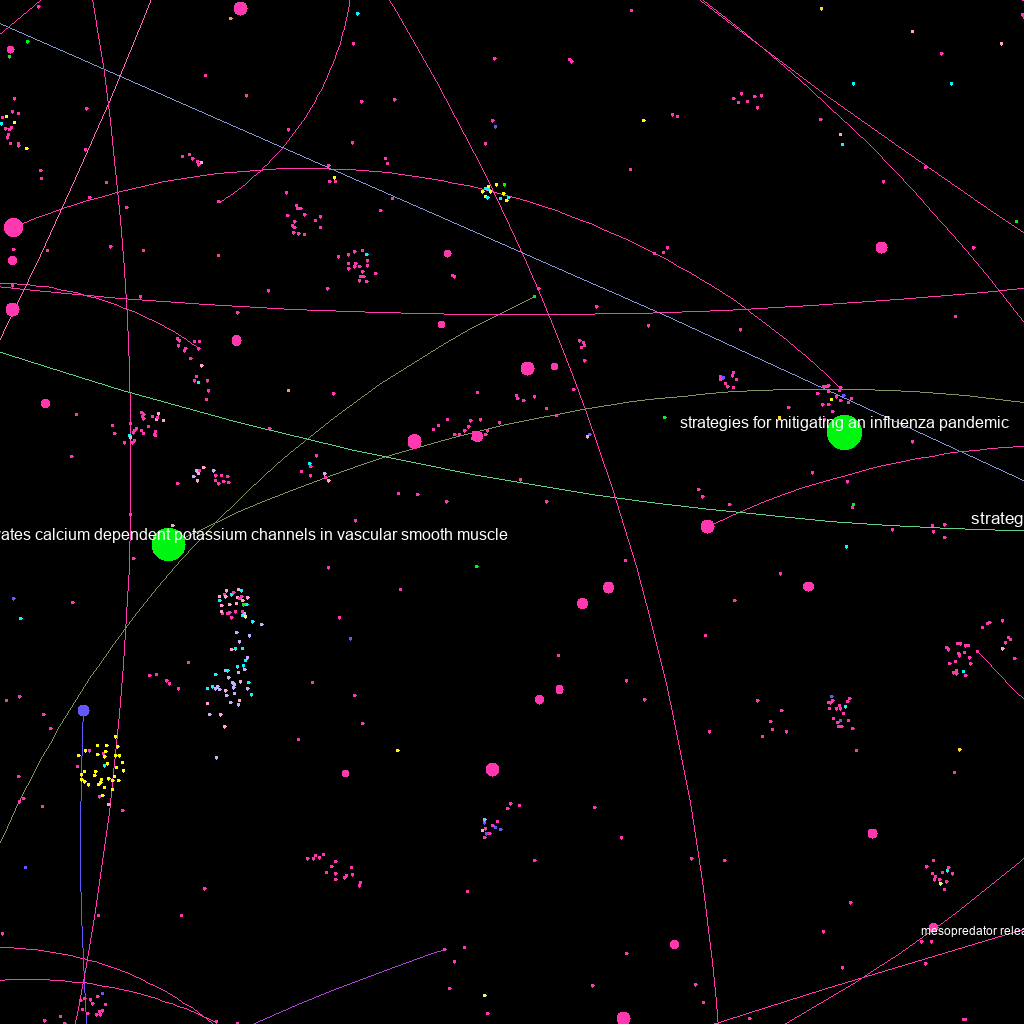 strategies for mitigating an influenza pandemic
strateg
rates calcium dependent potassium channels in vascular smooth muscle
mesopredator relea